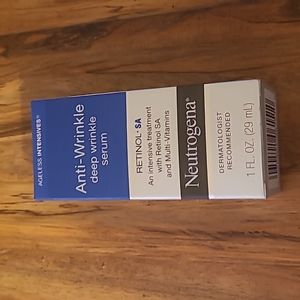 AGELESS INTENSIVES®
Anti-Wrinkle
deep wrinkle
serum
RETINOL SA
An intensive treatment
with Retinol SA
and Multi-Vitamins
Neutrogena®
DERMATOLOGIST
RECOMMENDED
1 FL. OZ. (29 mL)